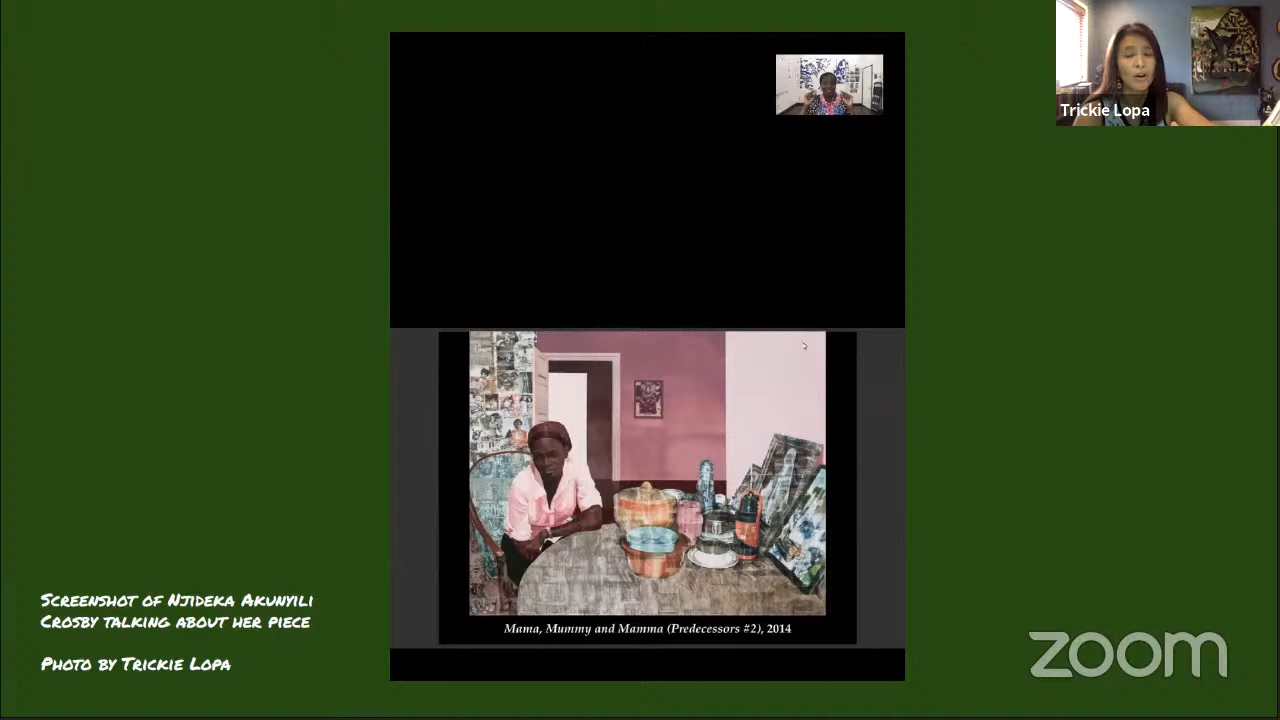 Trickie Lopa
Mama, Mummy and Mamma (Predecessors #2), 2014
Screenshot of Njideka Akunyili
Crosby talking about her piece
Photo by Trickie Lopa
zoom